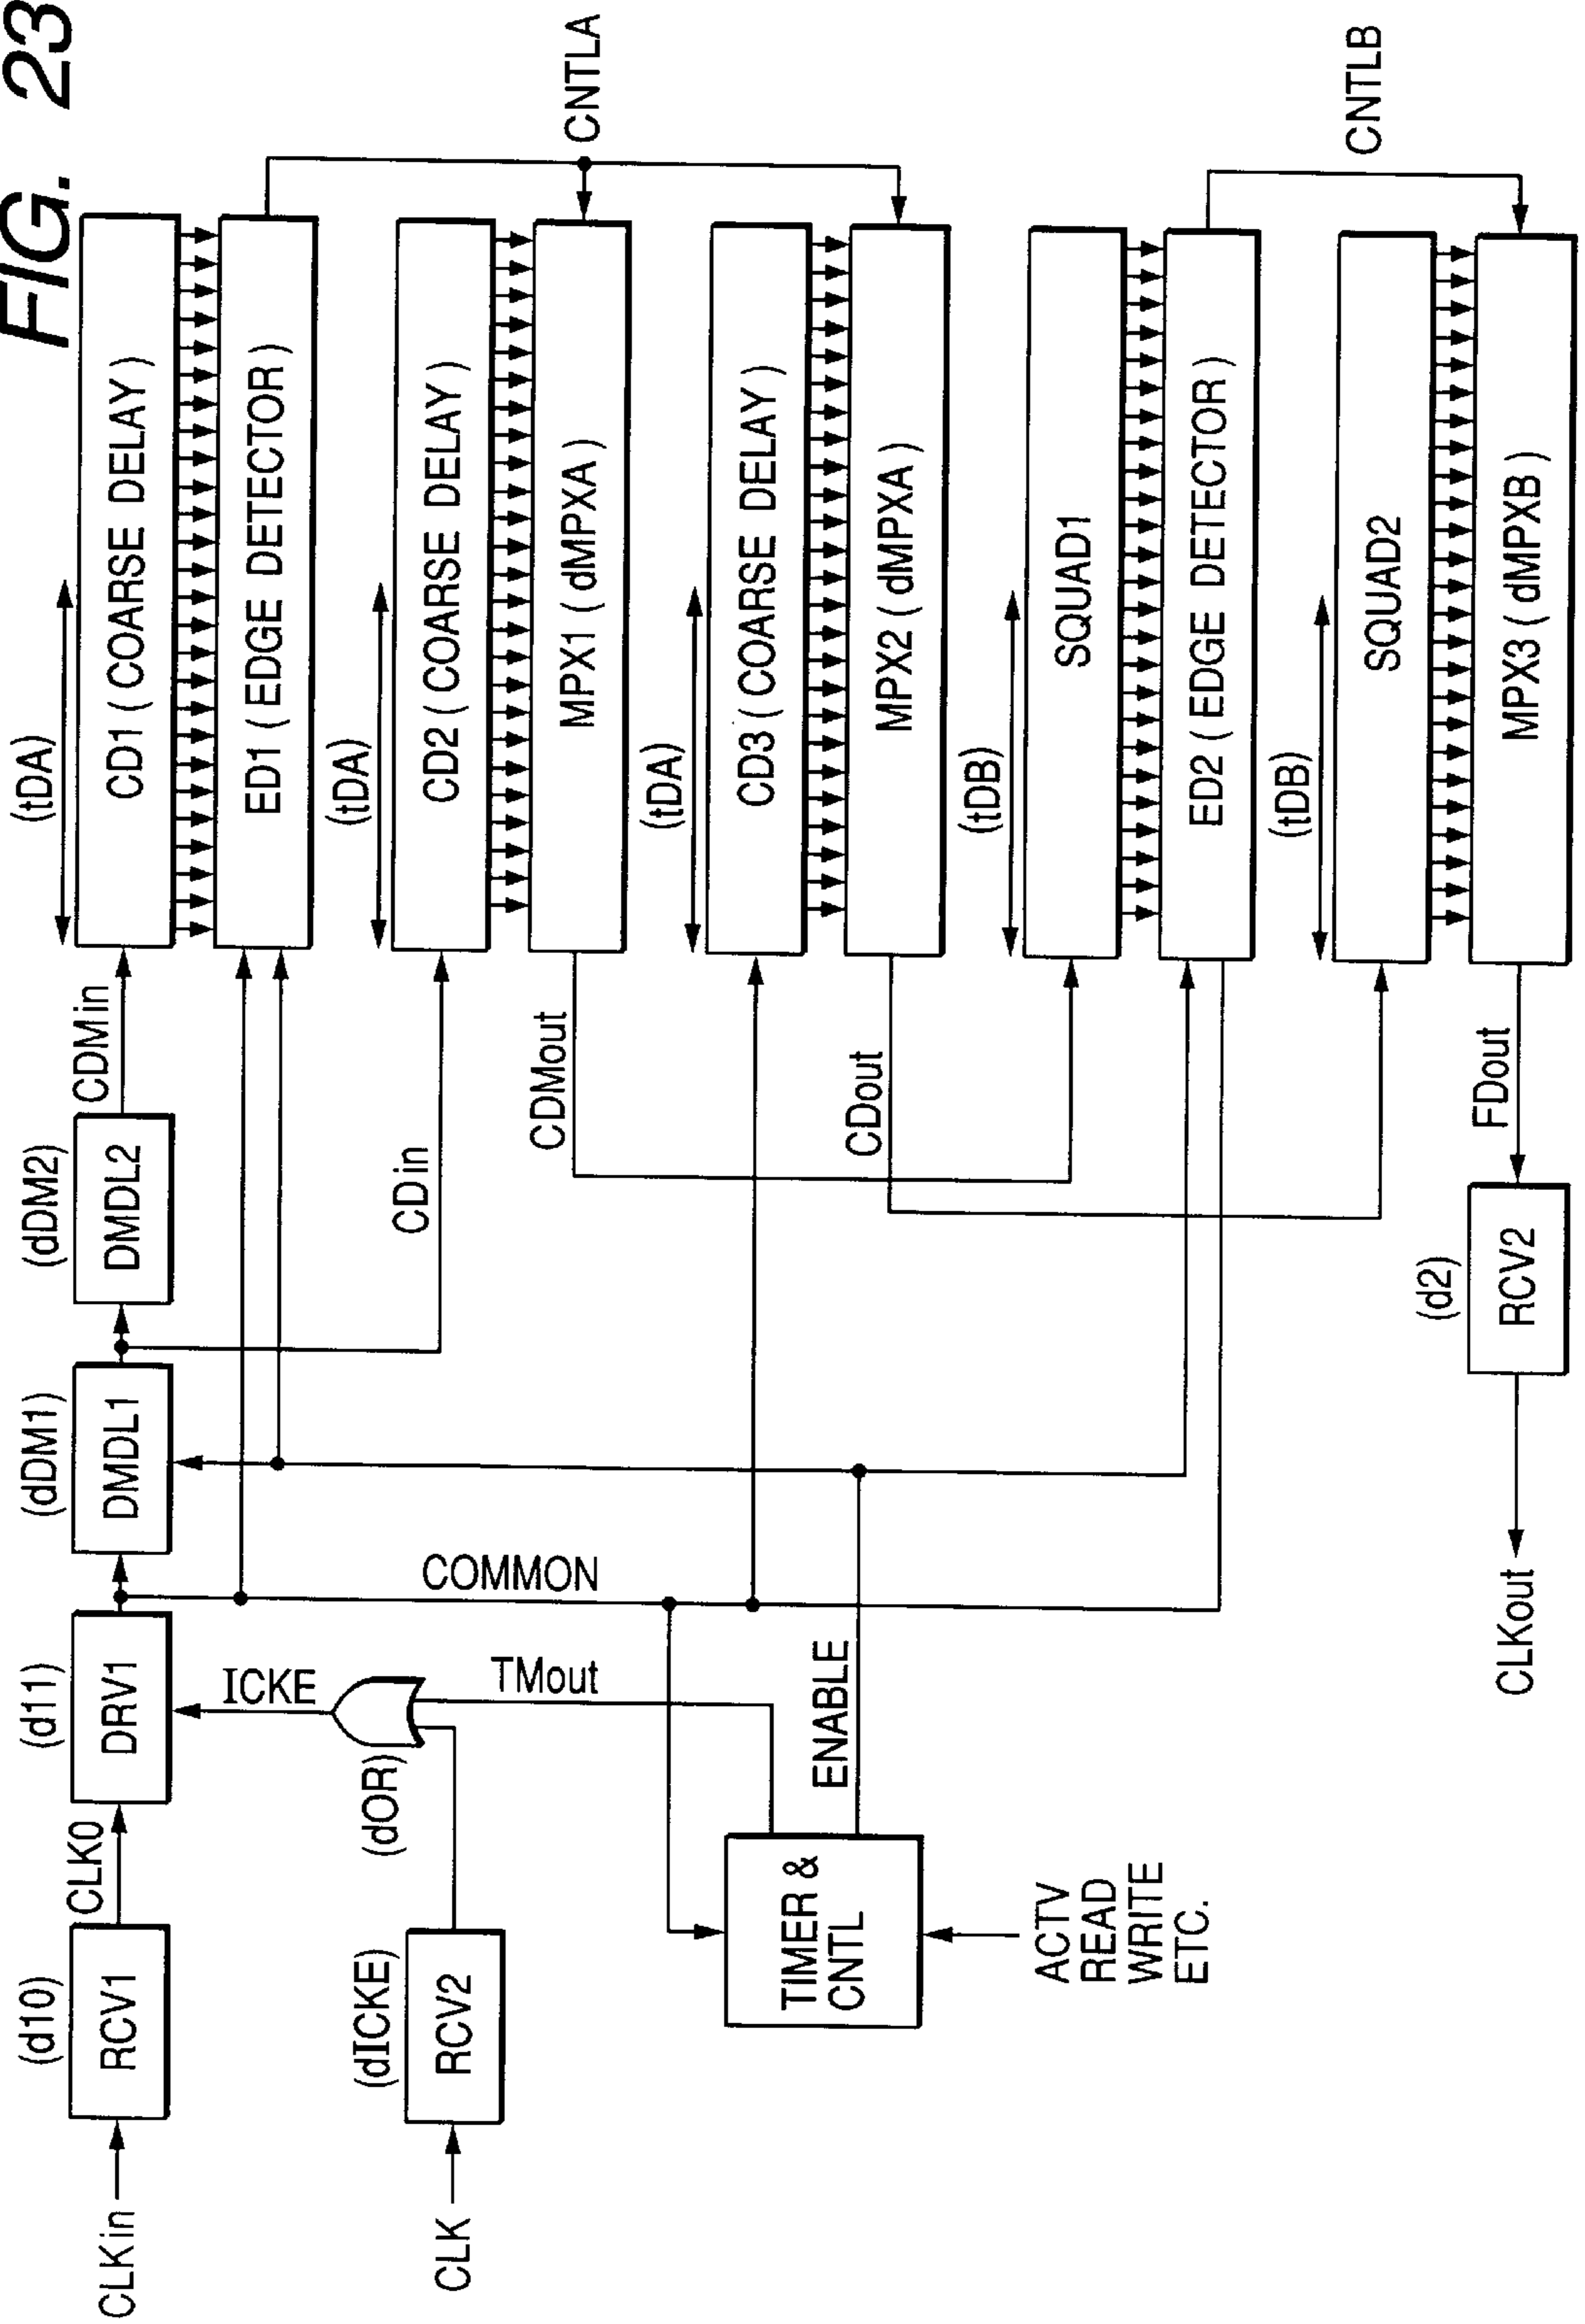 FIG. 23
(tDA)
CD1 ( COARSE DELAY )
ED1 ( EDGE DETECTOR )
(tDA)
CD2 ( COARSE DELAY )
MPX1 ( dMPXA )
CNTLA
(tDA)
CD3 ( COARSE DELAY )
MPX2 ( dMPXA )
(tDB)
SQUAD1
ED2 ( EDGE DETECTOR )
(tDB)
SQUAD2
MPX3 ( dMPXB )
CNTLB
CLKin
(d10)
RCV1
CLK0
(d11)
DRV1
(dDM1)
DMDL1
(dDM2)
DMDL2
CDMin
CDin
CDMout
CDout
FDout
COMMON
ICKE
TMout
(dOR)
ENABLE
CLK
(dICKE)
RCV2
TIMER &
CNTL
ACTV
READ
WRITE
ETC.
(d2)
RCV2
CLKout